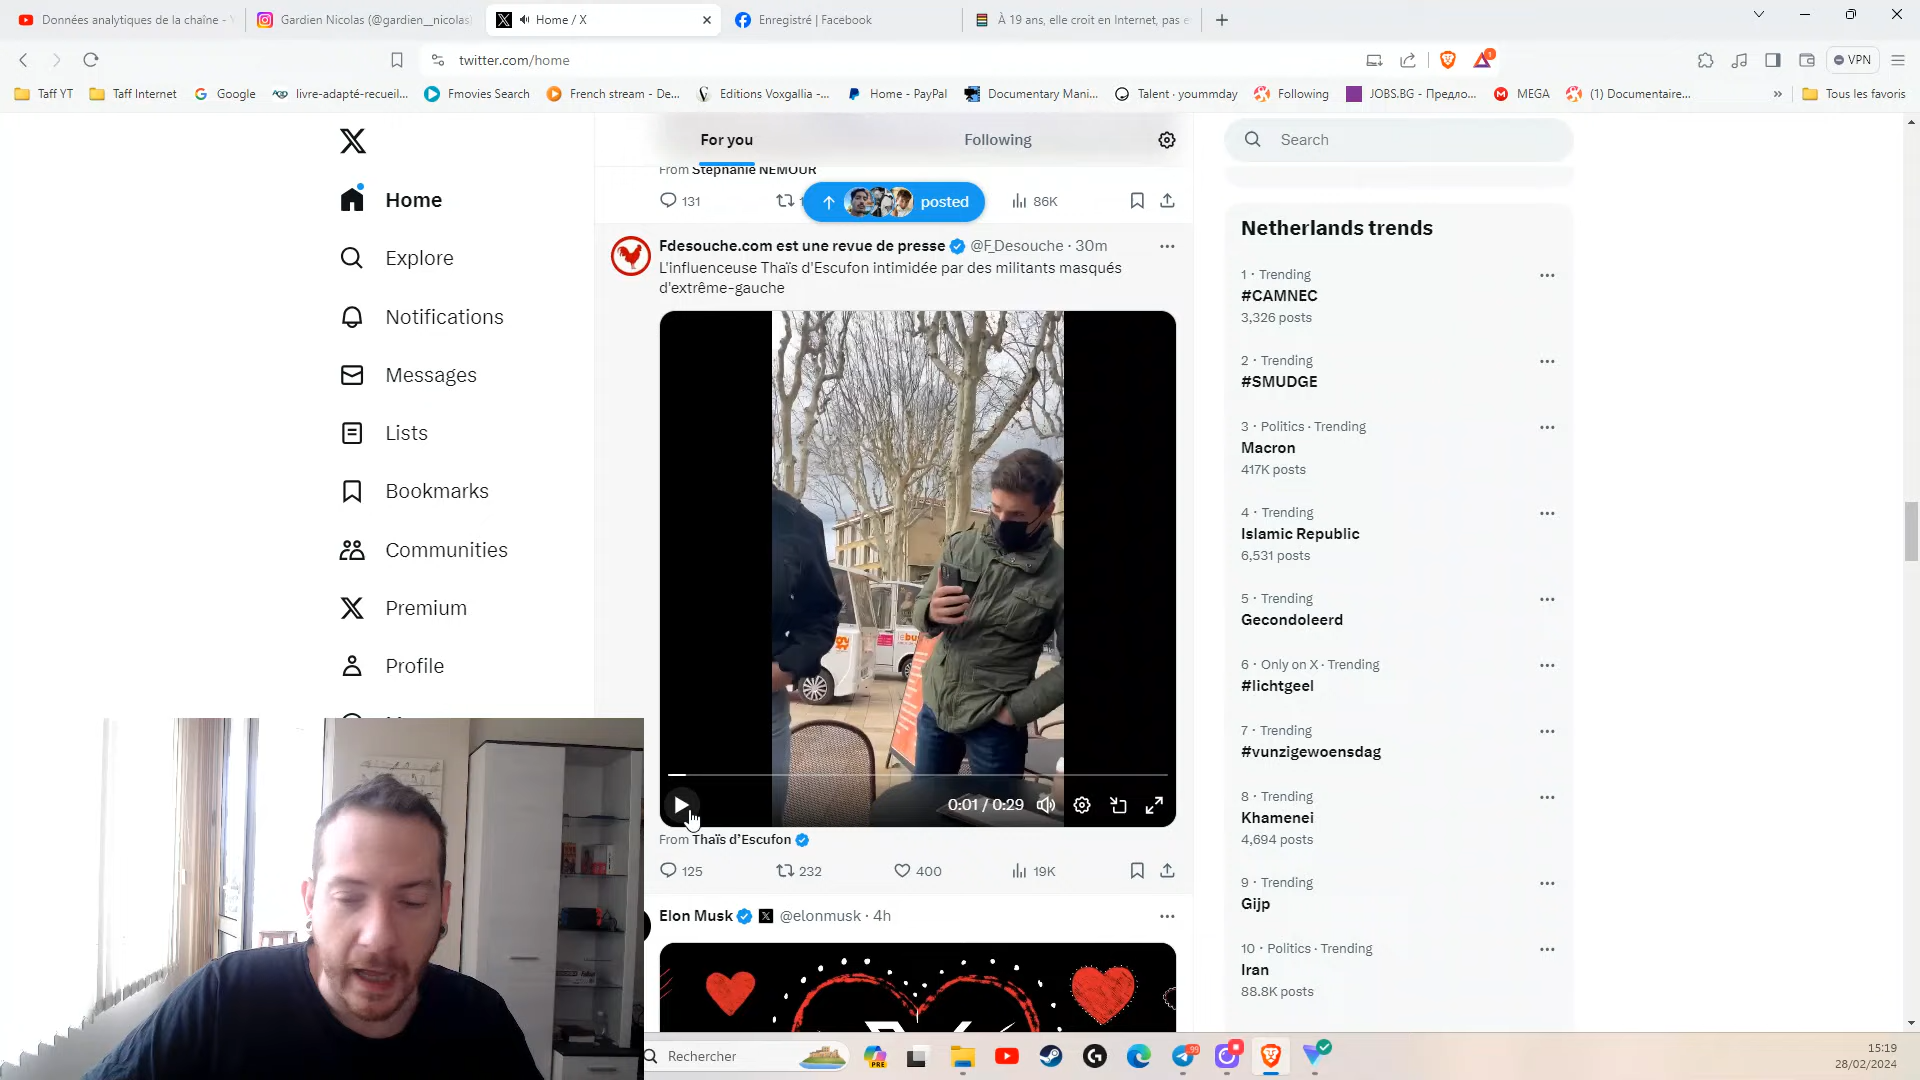 Données analytiques de la chaîne -
Gardien Nicolas (@gardien__nicolas
Home / X
Enregistré | Facebook
À 19 ans, elle croit en Internet, pas e
twitter.com/home
1
VPN
Taff YT
Taff Internet
Google
livre-adapté-recueil...
Fmovies Search
French stream - De...
Editions Voxgallia -...
Home - PayPal
Documentary Mani...
Talent · yoummday
Following
JOBS.BG - Предло...
MEGA
(1) Documentaire...
Tous les favoris
For you
Following
Search
Home
Explore
Notifications
Messages
Lists
Bookmarks
Communities
Premium
Profile
From Stéphanie NEMOUR
131
posted
86K
Fdesouche.com est une revue de presse @F_Desouche · 30m
L'influenceuse Thaïs d'Escufon intimidée par des militants masqués
d'extrême-gauche
0:01 / 0:29
From Thaïs d'Escufon
125
232
400
19K
Elon Musk @elonmusk · 4h
Netherlands trends
1 · Trending
#CAMNEC
3,326 posts
2 · Trending
#SMUDGE
3 · Politics · Trending
Macron
417K posts
4 · Trending
Islamic Republic
6,531 posts
5 · Trending
Gecondoleerd
6 · Only on X · Trending
#lichtgeel
7 · Trending
#vunzigewoensdag
8 · Trending
Khamenei
4,694 posts
9 · Trending
Gijp
10 · Politics · Trending
Iran
88.8K posts
Rechercher
PRE
99
15:19
28/02/2024